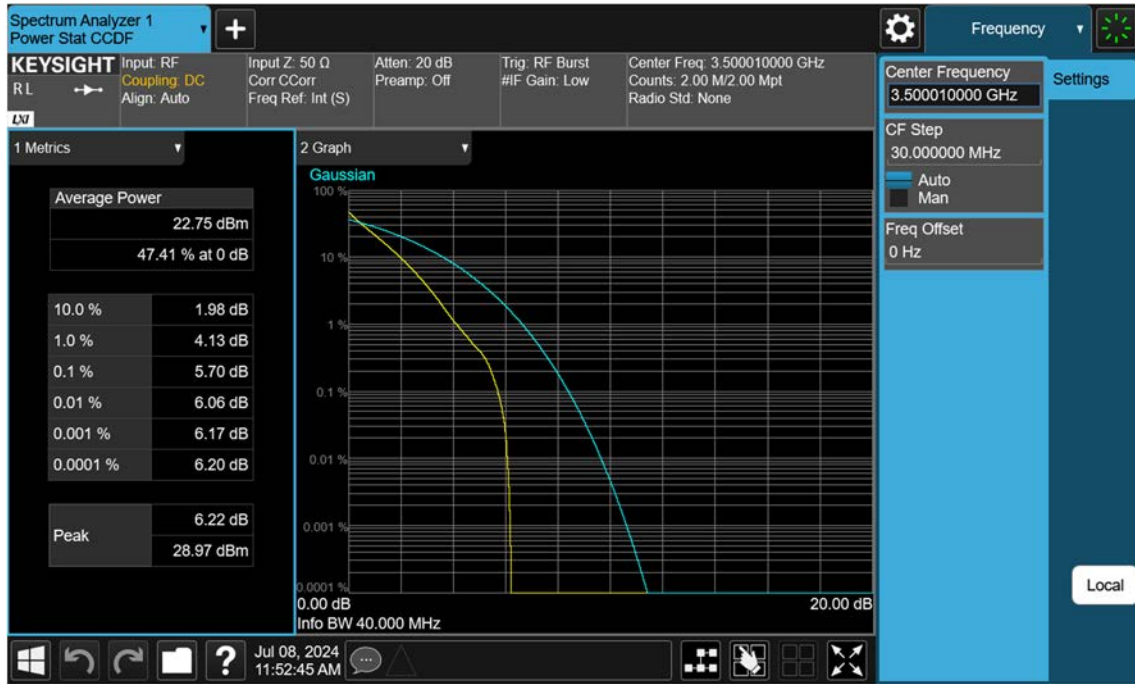 Spectrum Analyzer 1
Power Stat CCDF
+
Frequency
KEYSIGHT
R L
LXI
Input: RF
Coupling: DC
Align: Auto
Input Z: 50 Ω
Corr CCorr
Freq Ref: Int (S)
Atten: 20 dB
Preamp: Off
Trig: RF Burst
#IF Gain: Low
Center Freq: 3.500010000 GHz
Counts: 2.00 M/2.00 Mpt
Radio Std: None
Center Frequency
3.500010000 GHz
Settings
CF Step
30.000000 MHz
Auto
Man
Freq Offset
0 Hz
Local
1 Metrics
Average Power
22.75 dBm
47.41 % at 0 dB
10.0 % 1.98 dB
1.0 % 4.13 dB
0.1 % 5.70 dB
0.01 % 6.06 dB
0.001 % 6.17 dB
0.0001 % 6.20 dB
Peak
6.22 dB
28.97 dBm
2 Graph
Gaussian
100 %
10 %
1 %
0.1 %
0.01 %
0.001 %
0.0001 %
0.00 dB 20.00 dB
Info BW 40.000 MHz
?
Jul 08, 2024
11:52:45 AM